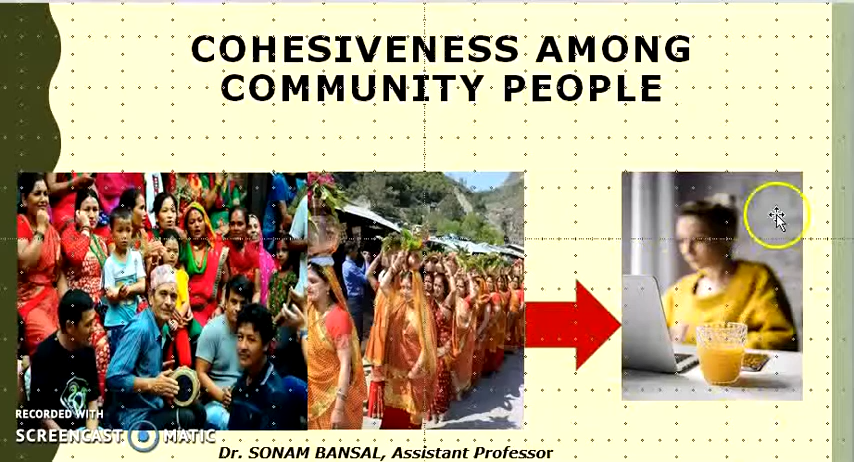 COHESIVENESS AMONG
COMMUNITY PEOPLE
RECORDED WITH
SCREENCAST MATIC
Dr. SONAM BANSAL, Assistant Professor